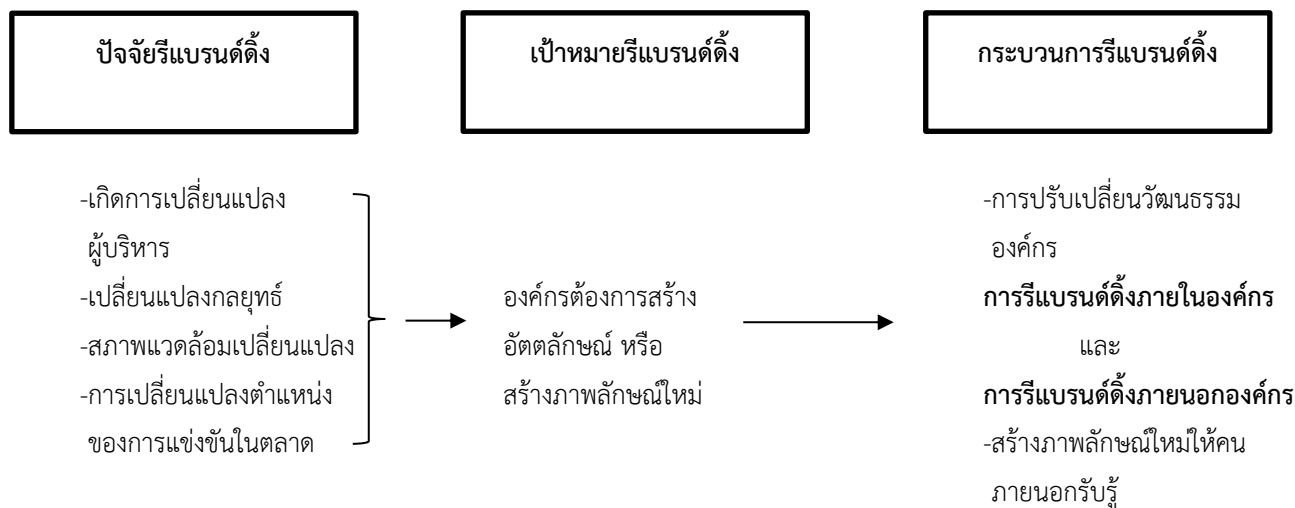 ปัจจัยรีแบรนด์ดิ้ง
เป้าหมายรีแบรนด์ดิ้ง
กระบวนการรีแบรนด์ดิ้ง
-เกิดการเปลี่ยนแปลง
ผู้บริหาร
-เปลี่ยนแปลงกลยุทธ์
-สภาพแวดล้อมเปลี่ยนแปลง
-การเปลี่ยนแปลงตำแหน่ง
ของการแข่งขันในตลาด
องค์กรต้องการสร้าง
อัตตลักษณ์ หรือ
สร้างภาพลักษณ์ใหม่
-การปรับเปลี่ยนวัฒนธรรม
องค์กร
การรีแบรนด์ดิ้งภายในองค์กร
และ
การรีแบรนด์ดิ้งภายนอกองค์กร
-สร้างภาพลักษณ์ใหม่ให้คน
ภายนอกรับรู้